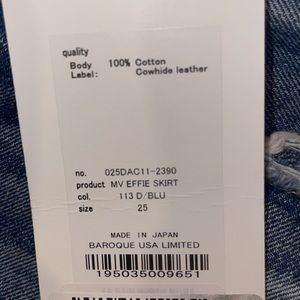 quality
Body 100% Cotton
Label: Cowhide leather
no. 025DAC11-2390
product MV EFFIE SKIRT
col. 113 D/BLU
size 25
MADE IN JAPAN
BAROQUE USA LIMITED
195035009651